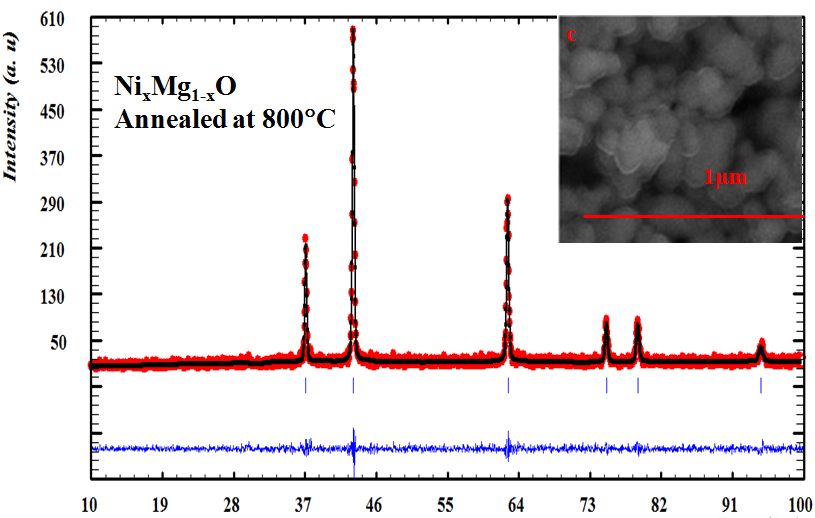 Intensity (a. u)
610
530
450
370
290
210
130
50
NixMg1-xO
Annealed at 800°C
c
1μm
10 19 28 37 46 55 64 73 82 91 100